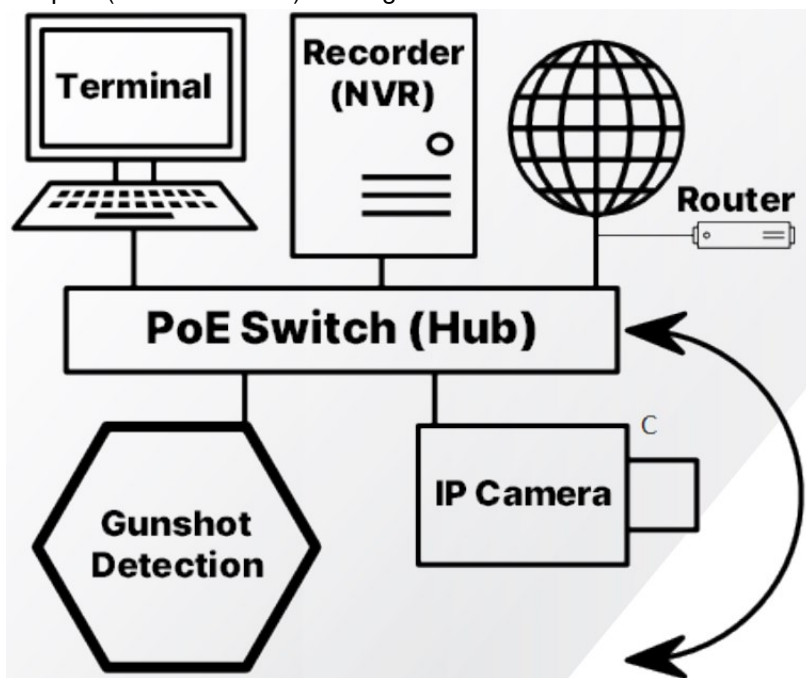 Terminal
Recorder
(NVR)
Router
PoE Switch (Hub)
C
IP Camera
Gunshot
Detection